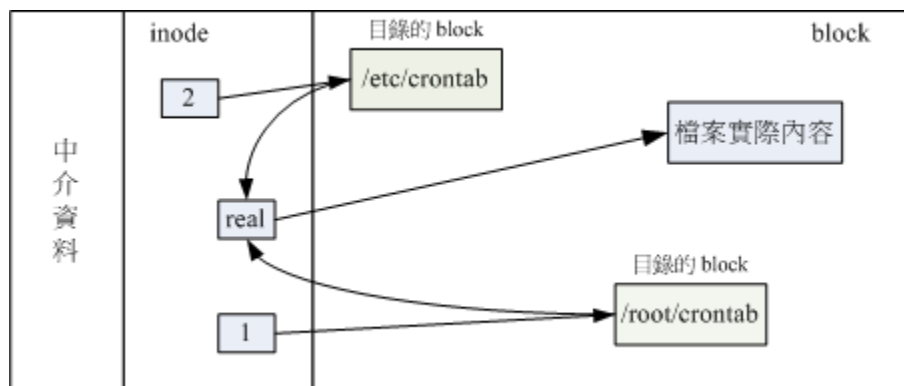 中介資料
inode
目錄的 block
block
/etc/crontab
2
檔案實際內容
real
目錄的 block
/root/crontab
1